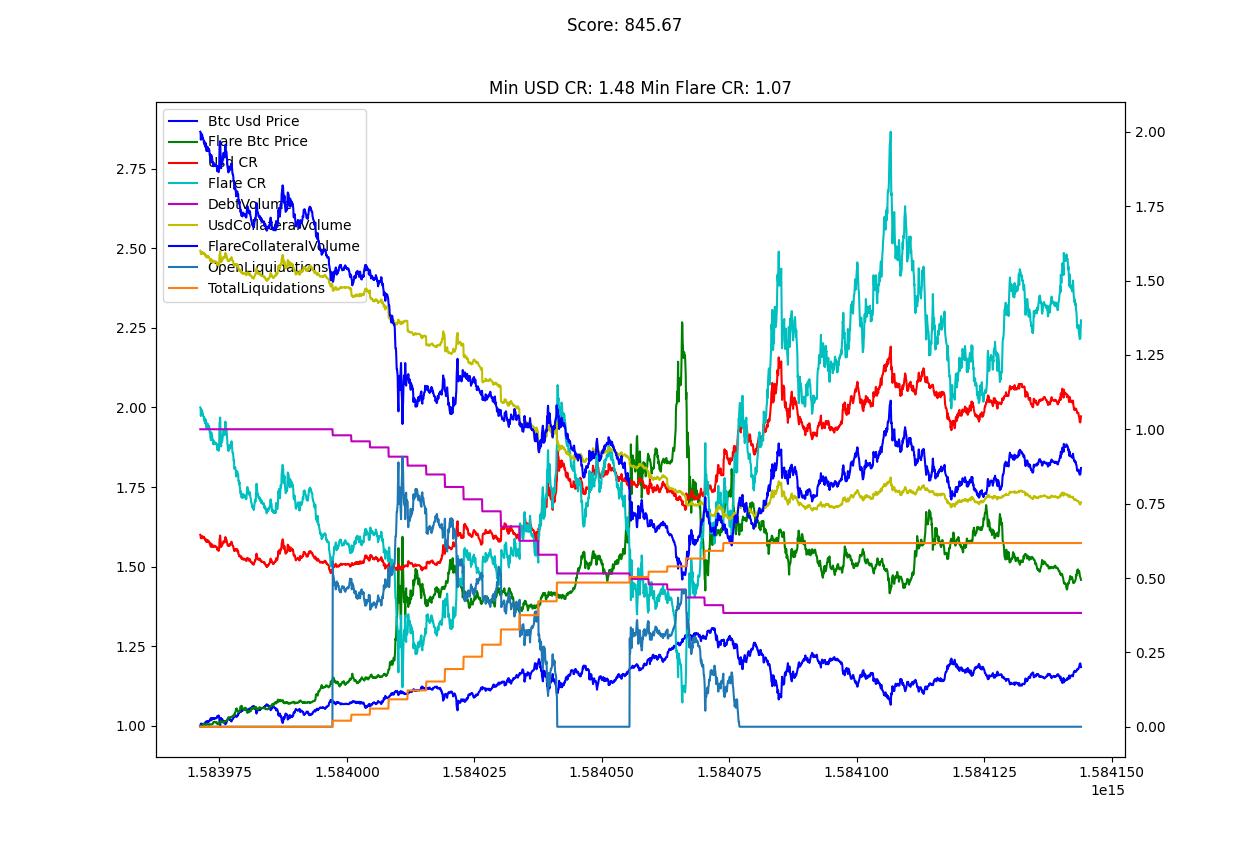 Score: 845.67
Min USD CR: 1.48 Min Flare CR: 1.07
Btc Usd Price
Flare Btc Price
Usd CR
Flare CR
DebtVolume
UsdCollateralVolume
FlareCollateralVolume
OpenLiquidations
TotalLiquidations
2.75
2.50
2.25
2.00
1.75
1.50
1.25
1.00
2.00
1.75
1.50
1.25
1.00
0.75
0.50
0.25
0.00
1.583975
1.584000
1.584025
1.584050
1.584075
1.584100
1.584125
1.584150
1e15